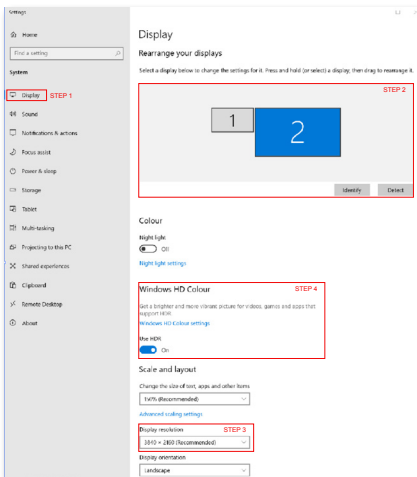 Settings
Home
Find a setting
System
Display STEP 1
Sound
Notifications & actions
Focus assist
Power & sleep
Storage
Tablet
Multi-tasking
Projecting to this PC
Shared experiences
Clipboard
Remote Desktop
About
Display
Rearrange your displays
Select a display below to change the settings for it. Press and hold (or select) a display, then drag to rearrange it.
STEP 2
1 2
Identify Detect
Colour
Night light
Off
Night light settings
Windows HD Colour STEP 4
Get a brighter and more vibrant picture for videos, games and apps that
support HDR.
Windows HD Colour settings
Use HDR
On
Scale and layout
Change the size of text, apps and other items
150% (Recommended)
Advanced scaling settings
Display resolution STEP 3
3840 × 2160 (Recommended)
Display orientation
Landscape